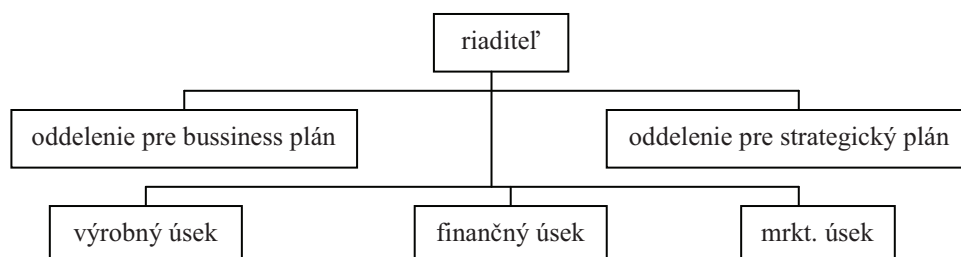 riaditeľ
oddelenie pre bussiness plán
oddelenie pre strategický plán
výrobný úsek
finančný úsek
mrkt. úsek